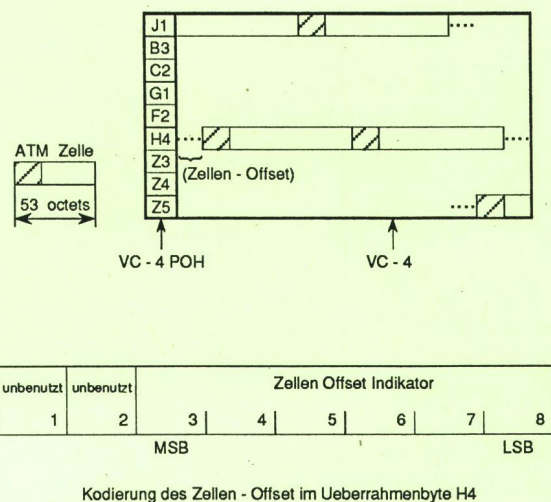 J1
B3
C2
G1
F2
H4
Z3
Z4
Z5
(Zellen - Offset)
ATM Zelle
53 octets
VC - 4 POH
VC - 4
unbenutzt unbenutzt Zellen Offset Indikator
1 2 3 4 5 6 7 8
MSB LSB
Kodierung des Zellen - Offset im Ueberrahmenbyte H4